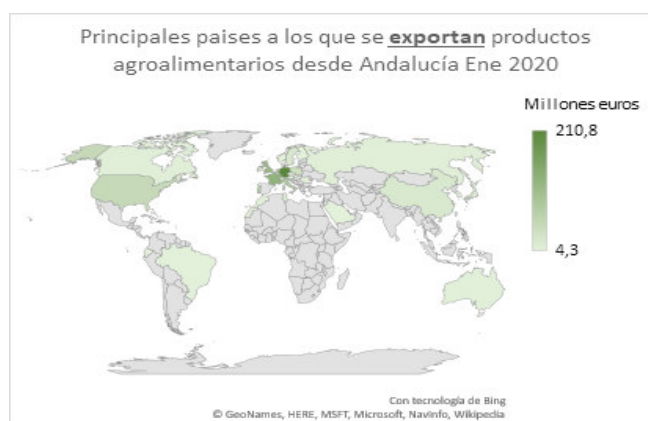 Principales paises a los que se exportan productos
agroalimentarios desde Andalucía Ene 2020
Millones euros
210,8
4,3
Con tecnología de Bing
© GeoNames, HERE, MSFT, Microsoft, NavInfo, Wikipedia